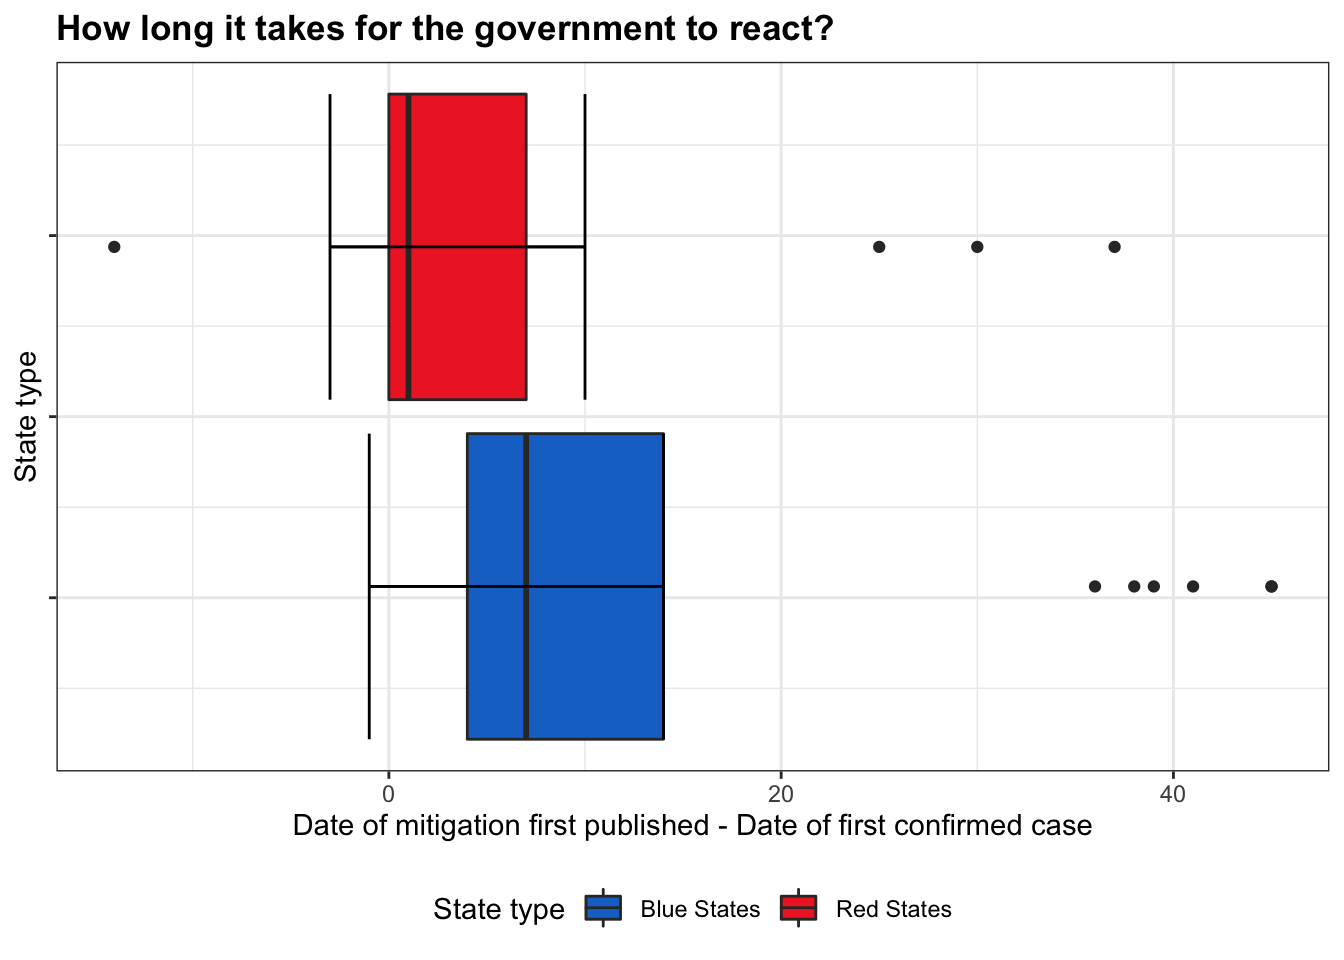 How long it takes for the government to react?
State type
0 20 40
Date of mitigation first published - Date of first confirmed case
State type Blue States Red States